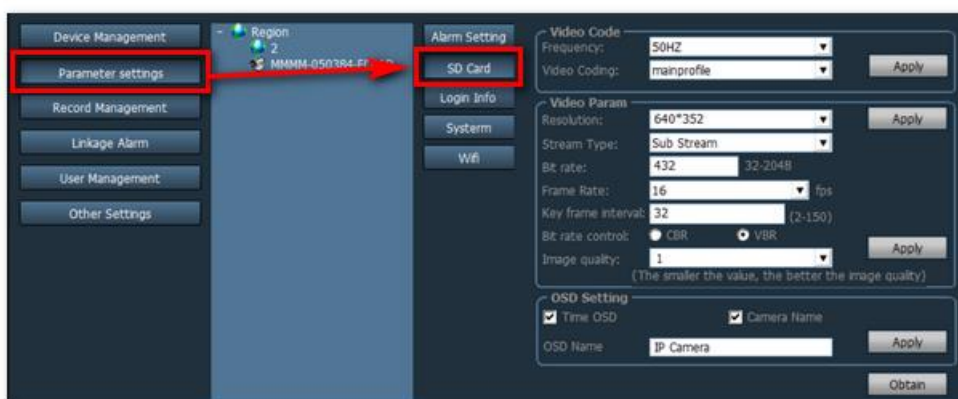 Device Management
Parameter settings
Record Management
Linkage Alarm
User Management
Other Settings
Region
2
Alarm Setting
SD Card
Login Info
Systerm
Wifi
Video Code
Frequency: 50HZ
Video Coding: mainprofile Apply
Video Param
Resolution: 640*352 Apply
Stream Type: Sub Stream
Bit rate: 432 32-2048
Frame Rate: 16 fps
Key frame interval: 32 (2-150)
Bit rate control: CBR VBR
Image quality: 1 Apply
(The smaller the value, the better the image quality)
OSD Setting
Time OSD Camera Name
OSD Name IP Camera Apply
Obtain